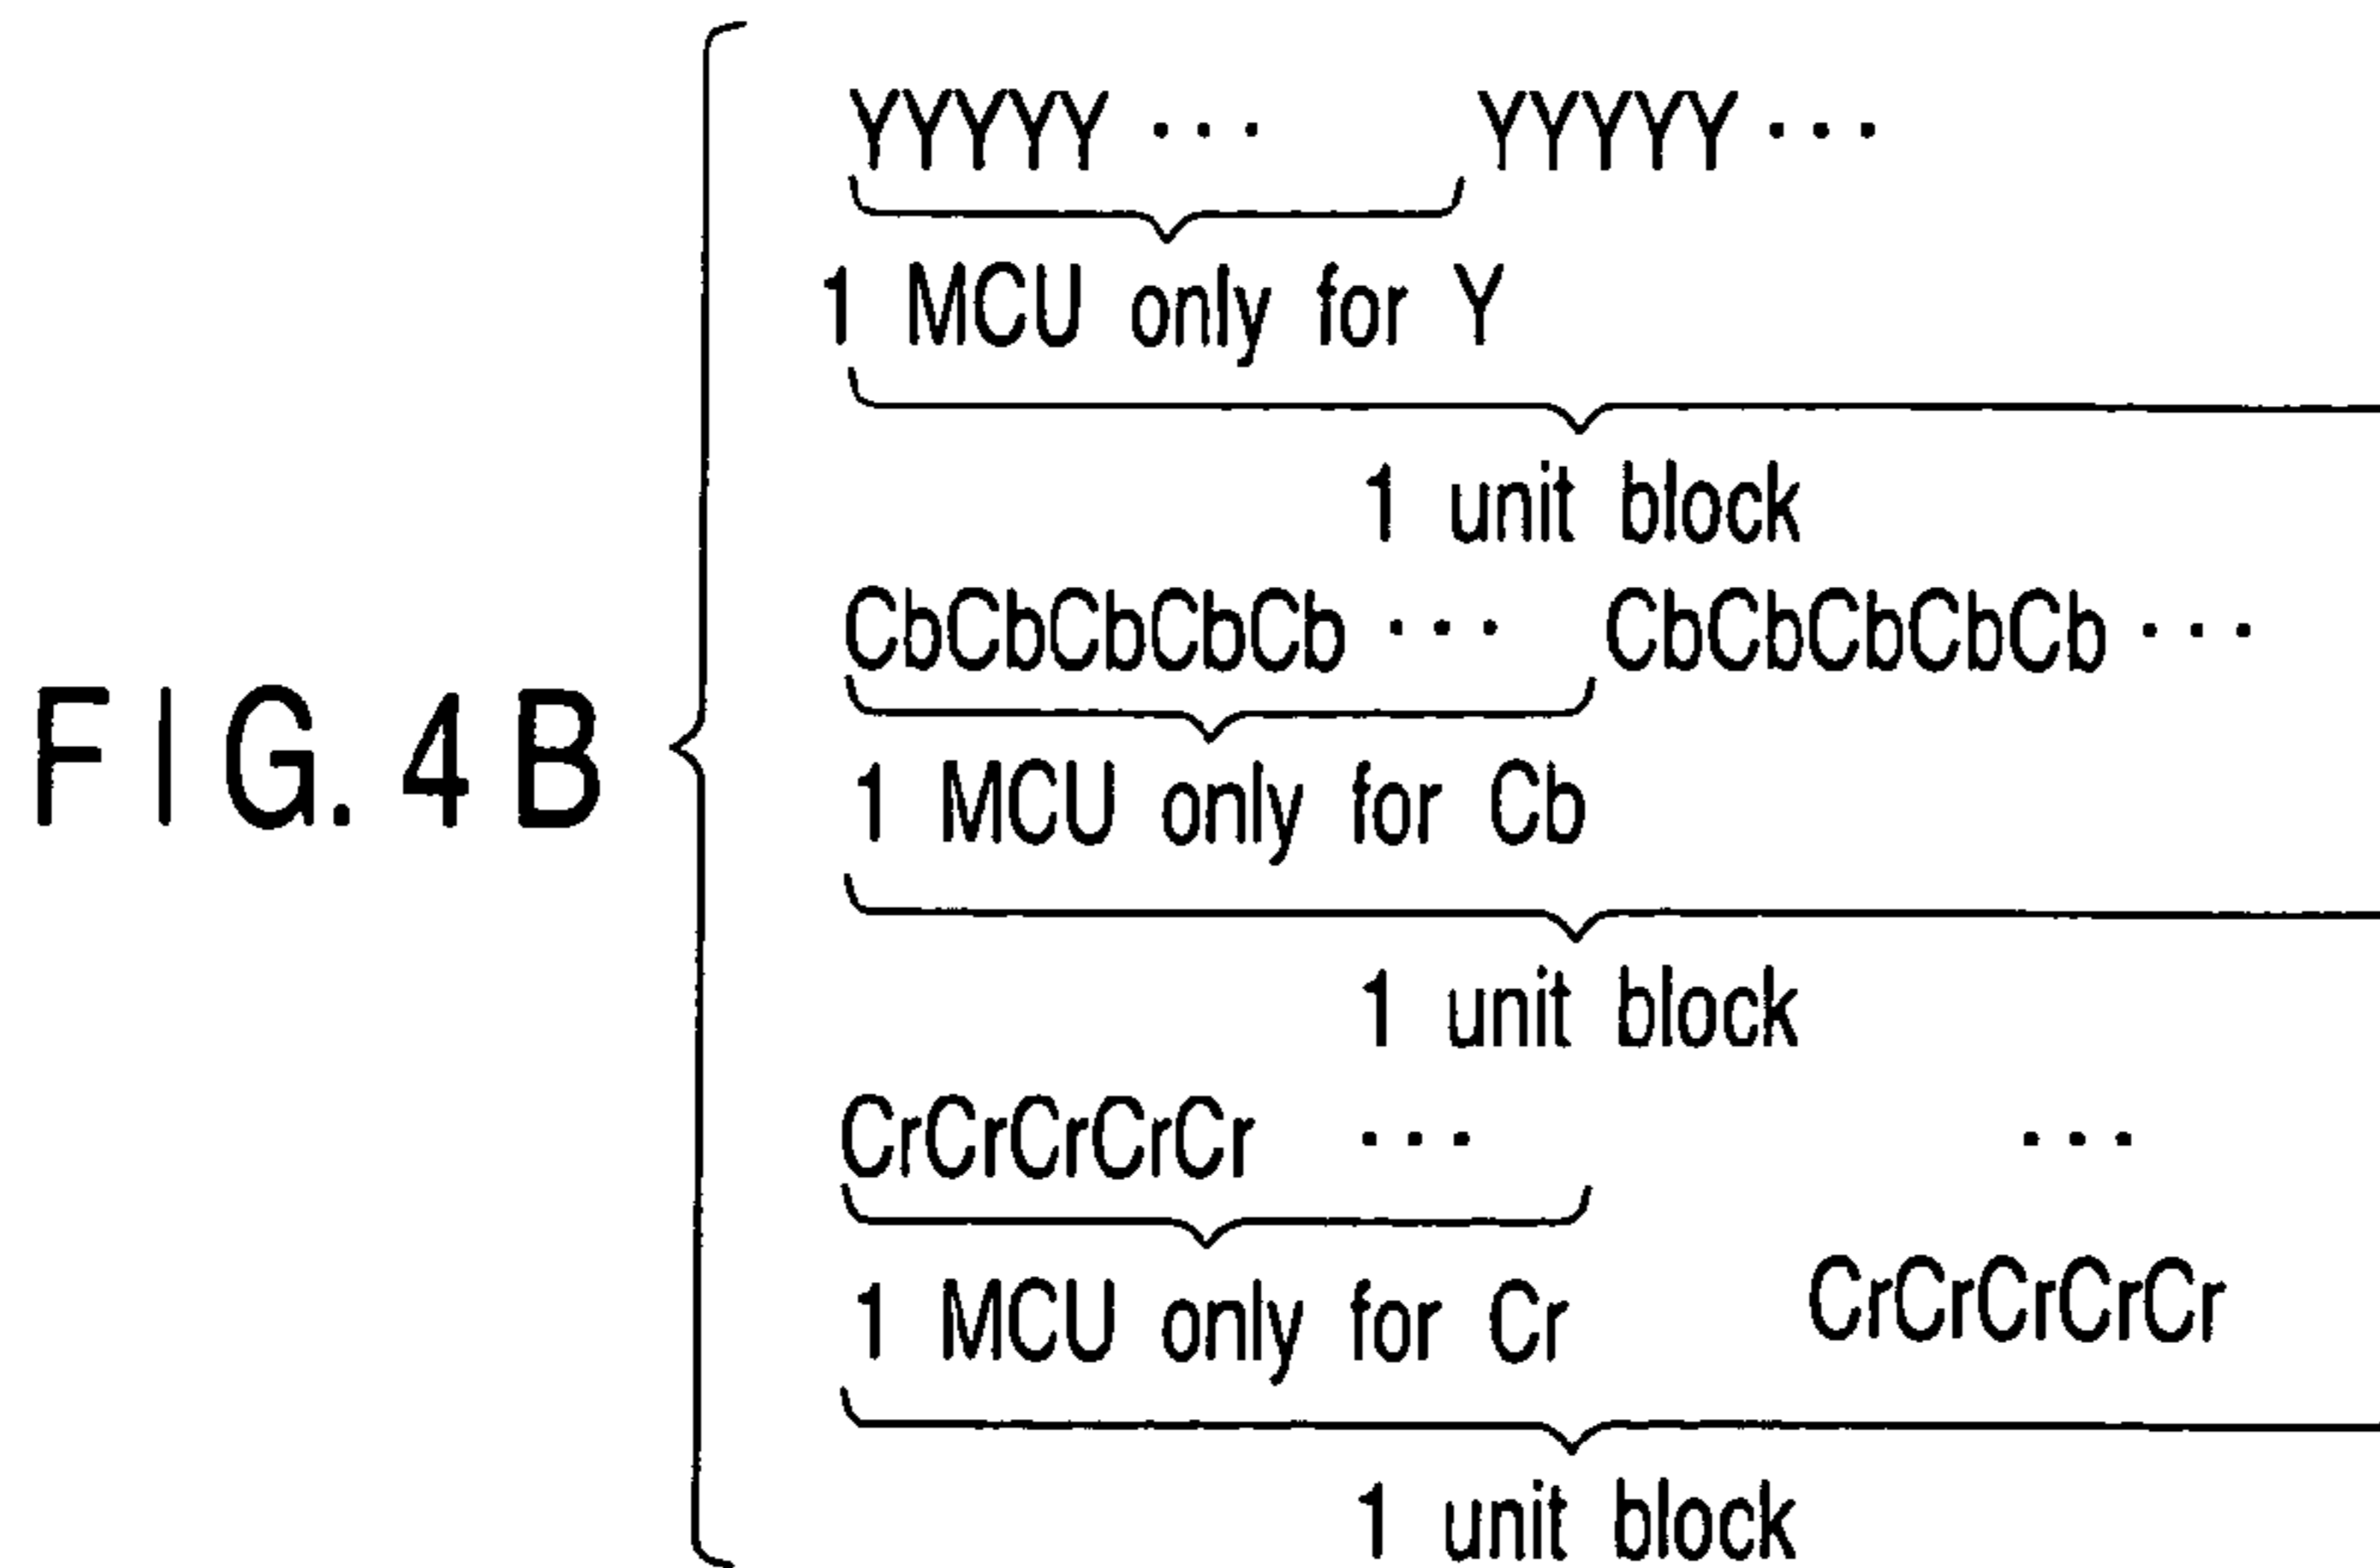 YYYYY ··· YYYYY ···
1 MCU only for Y
1 unit block
CbCbCbCbCb ··· CbCbCbCbCb ···
FIG. 4B
1 MCU only for Cb
1 unit block
CrCrCrCrCr ··· ···
1 MCU only for Cr CrCrCrCrCr
1 unit block